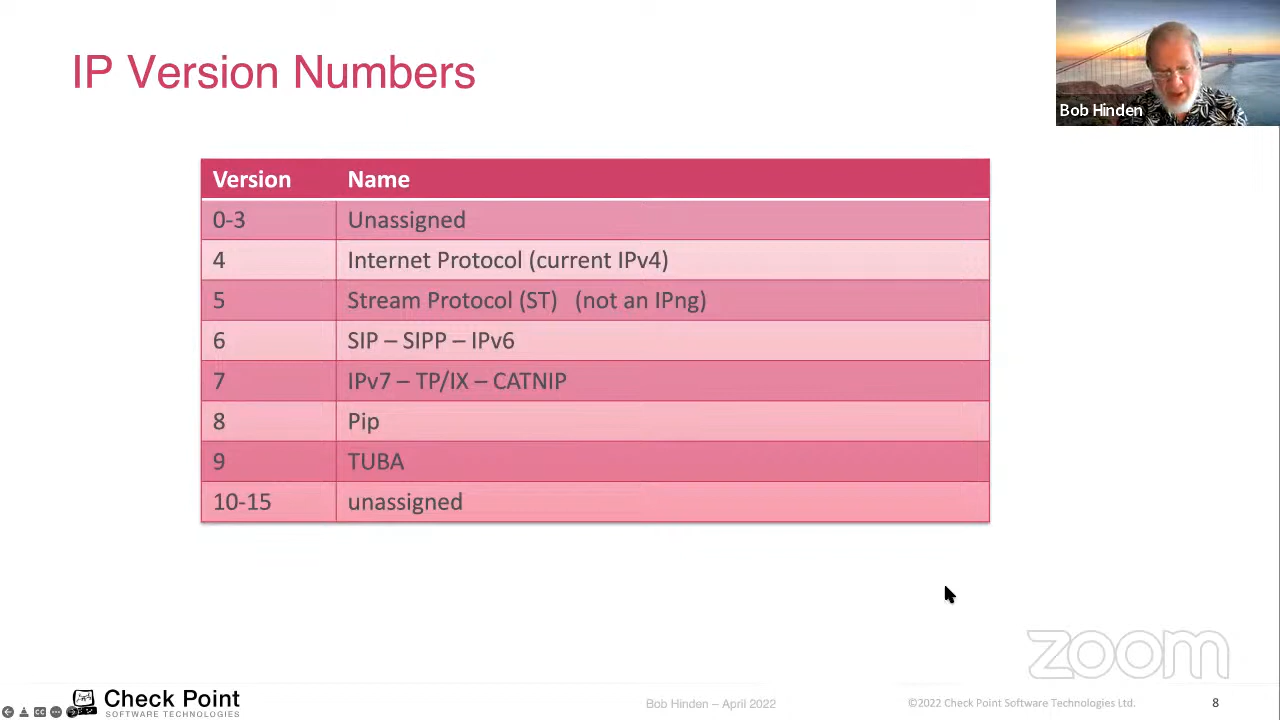 IP Version Numbers
Bob Hinden
Version Name
0-3 Unassigned
4 Internet Protocol (current IPv4)
5 Stream Protocol (ST) (not an IPng)
6 SIP – SIPP – IPv6
7 IPv7 – TP/IX – CATNIP
8 Pip
9 TUBA
10-15 unassigned
zoom
CC
Check Point
SOFTWARE TECHNOLOGIES
Bob Hinden – April 2022
©2022 Check Point Software Technologies Ltd.
8